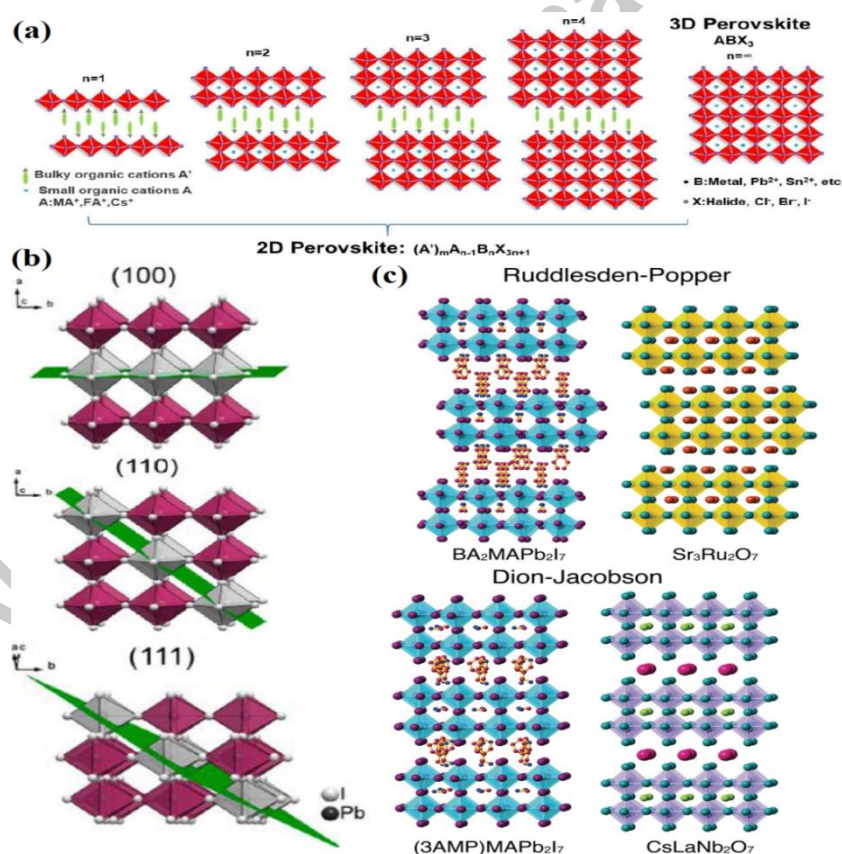 (a)
3D Perovskite
ABX₃
n=∞
n=1
n=2
n=3
n=4
Bulky organic cations A'
Small organic cations A
A:MA⁺,FA⁺,Cs⁺
B:Metal, Pb²⁺, Sn²⁺, etc
X:Halide, Cl⁻, Br⁻, I⁻
2D Perovskite: (A')ₘAₙ₋₁BₙX₃ₙ₊₁
(b)
(100)
a
c
b
(110)
a
c
b
(111)
ac
b
I
Pb
(c)
Ruddlesden-Popper
BA₂MAPb₂I₇
Sr₃Ru₂O₇
Dion-Jacobson
(3AMP)MAPb₂I₇
CsLaNb₂O₇